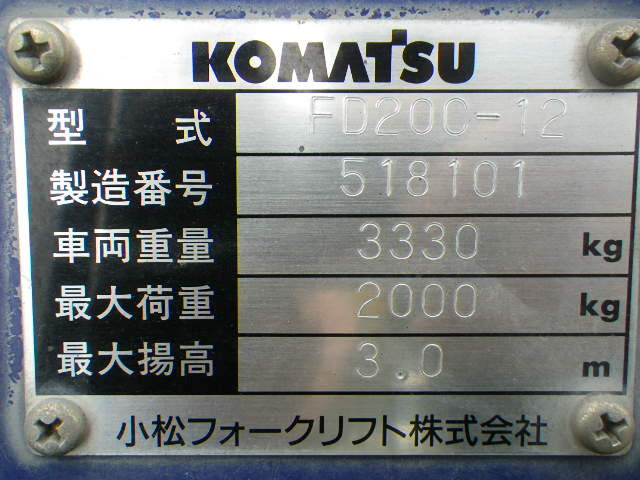 KOMATSU
型 式 FD20C-12
製造番号 518101
車両重量 3330 kg
最大荷重 2000 kg
最大揚高 3.0 m
小松フォークリフト株式会社